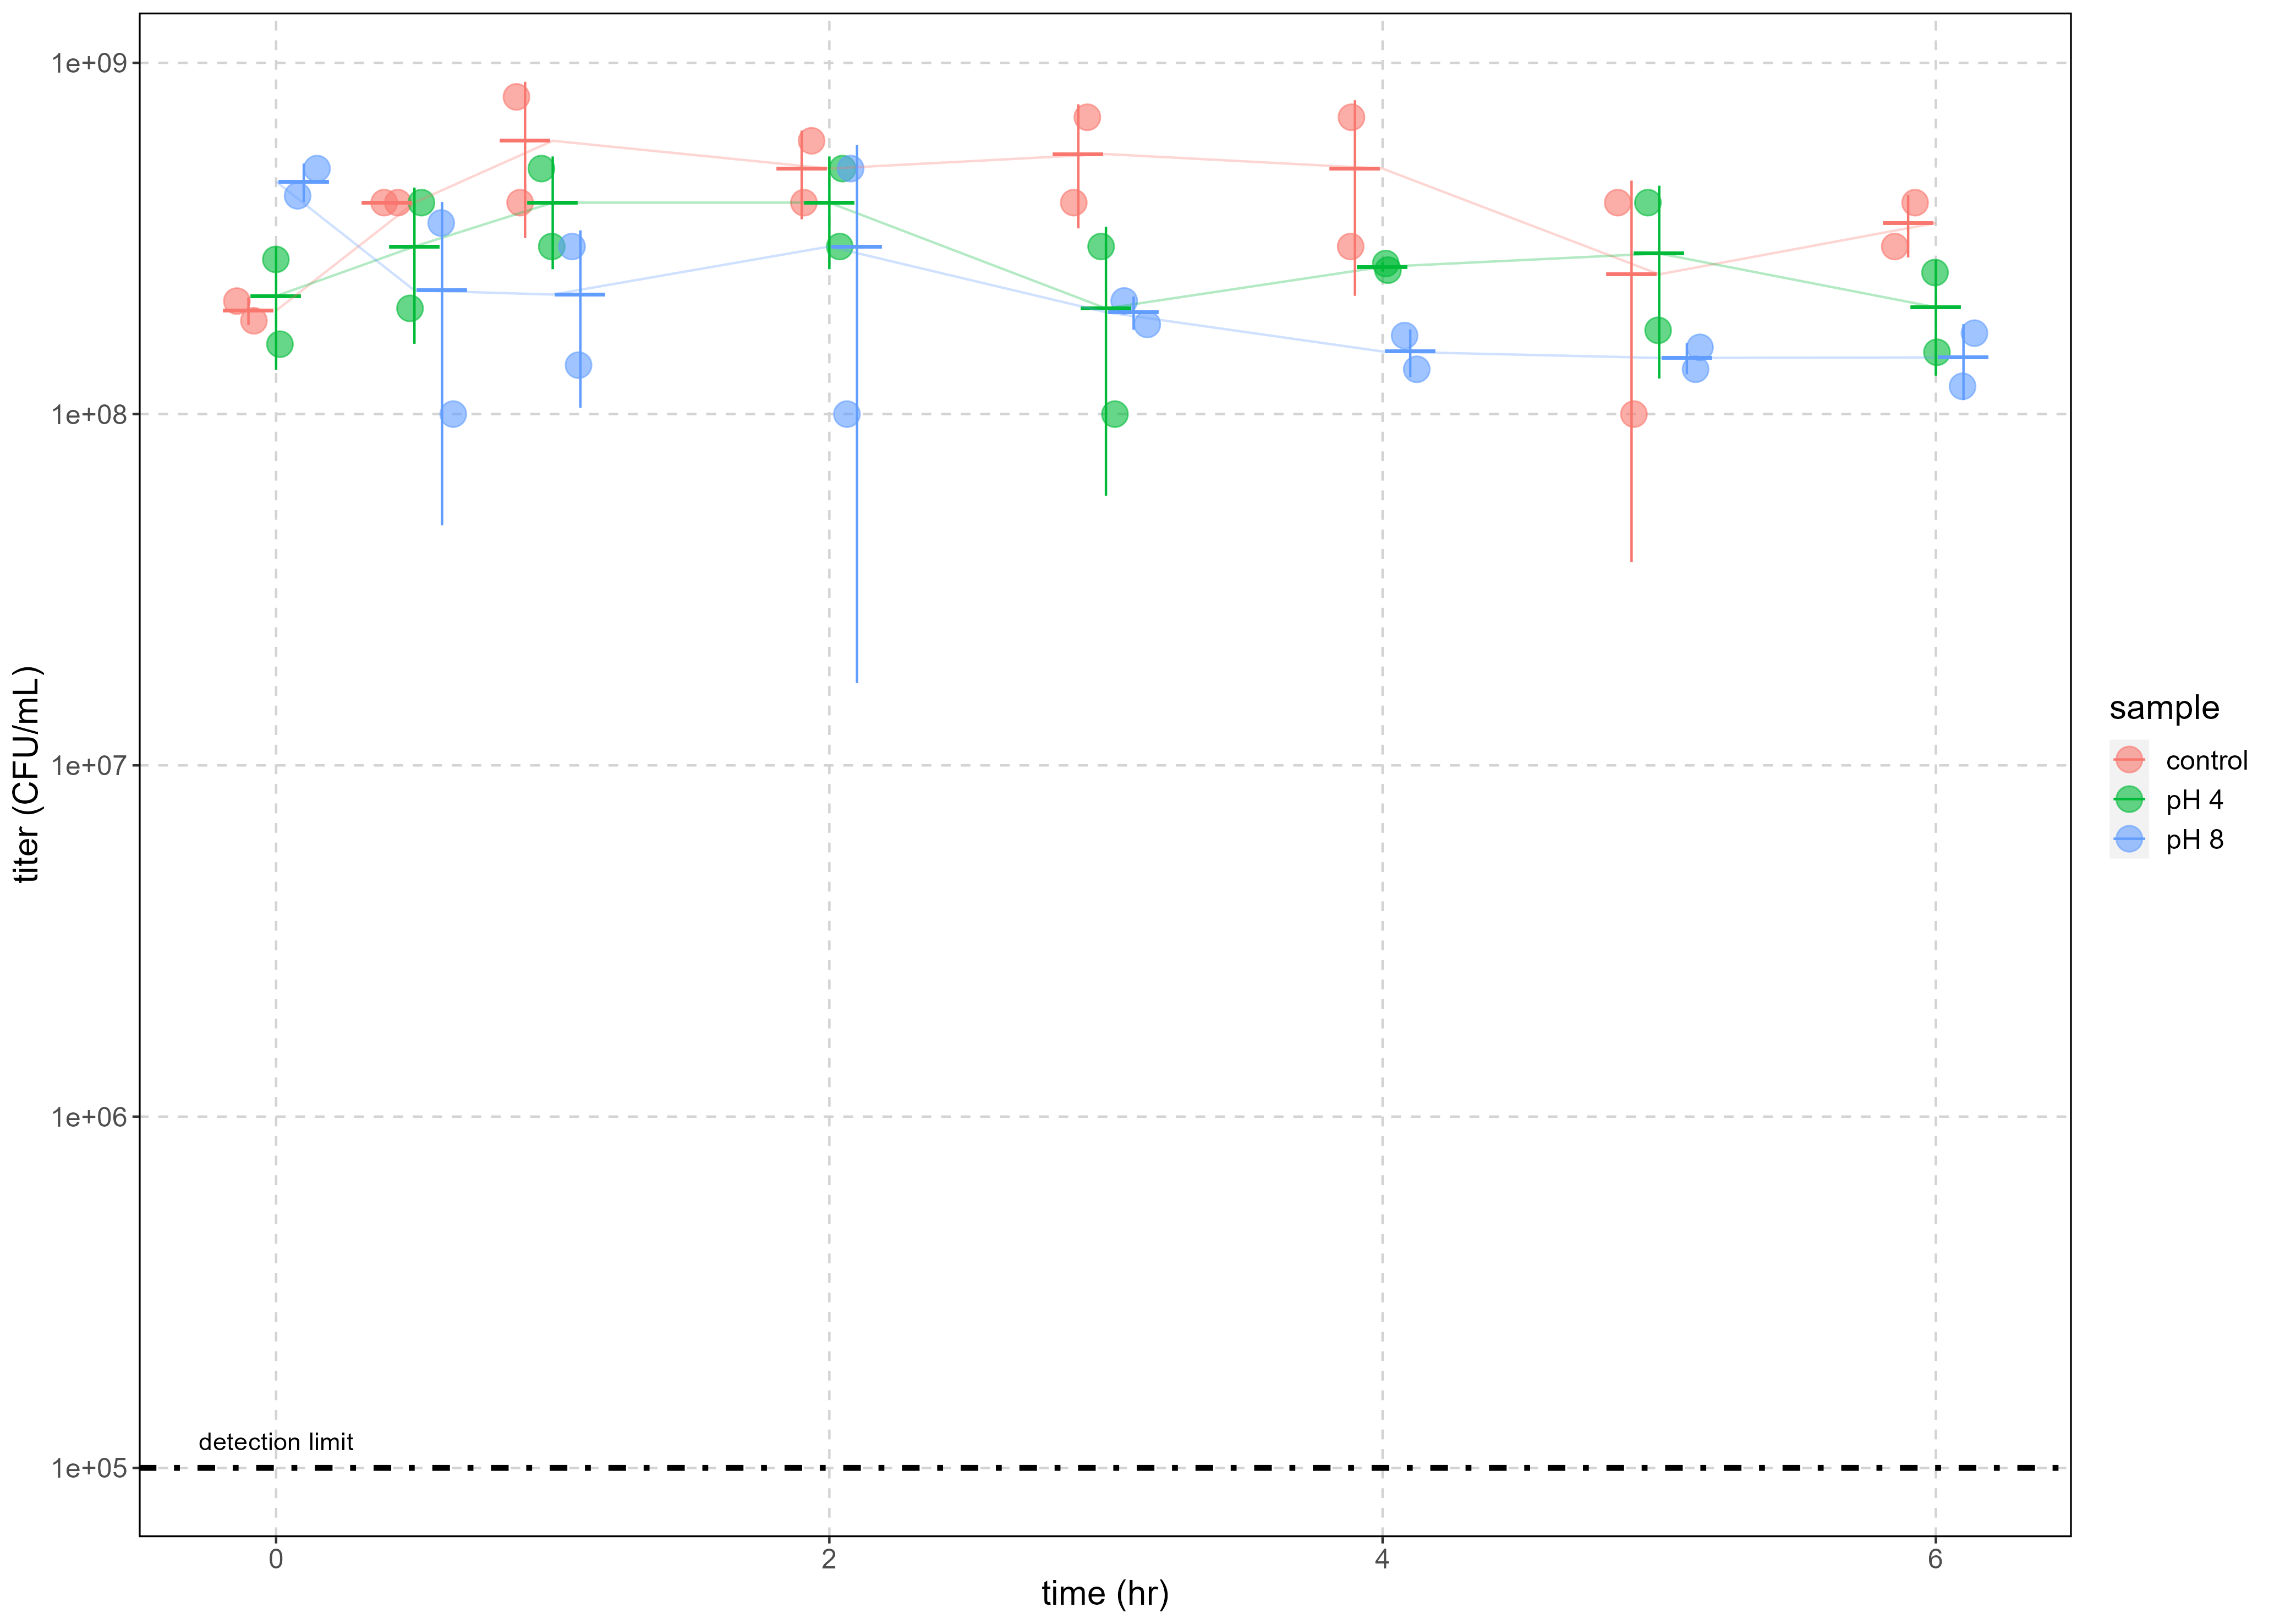 1e+09
1e+08
1e+07
1e+06
1e+05
titer (CFU/mL)
detection limit
0 2 4 6
time (hr)
sample
control
pH 4
pH 8